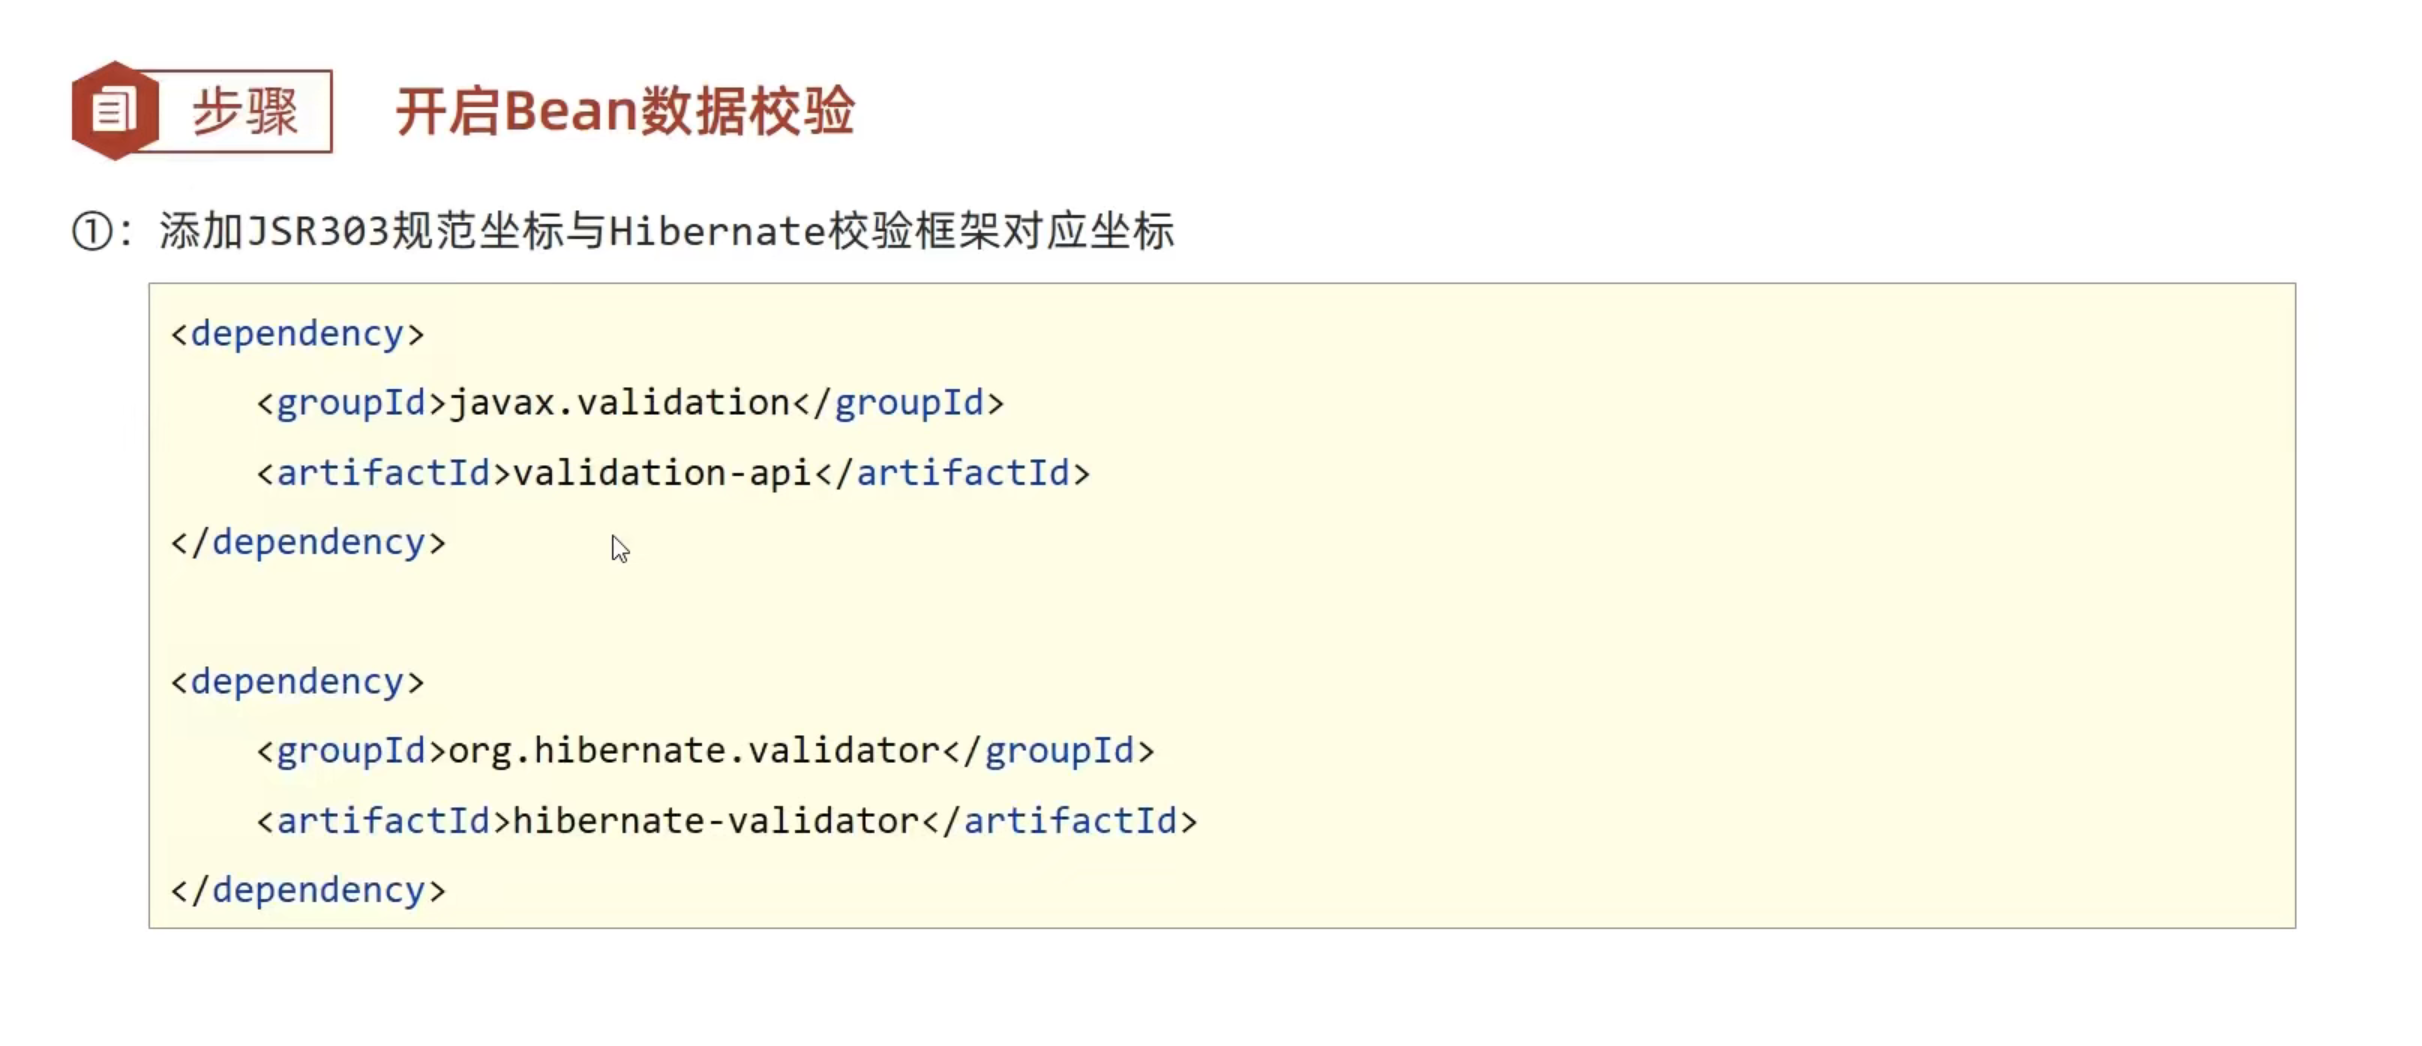 步骤
开启Bean数据校验
①：添加JSR303规范坐标与Hibernate校验框架对应坐标
<dependency>
    <groupId>javax.validation</groupId>
    <artifactId>validation-api</artifactId>
</dependency>
<dependency>
    <groupId>org.hibernate.validator</groupId>
    <artifactId>hibernate-validator</artifactId>
</dependency>